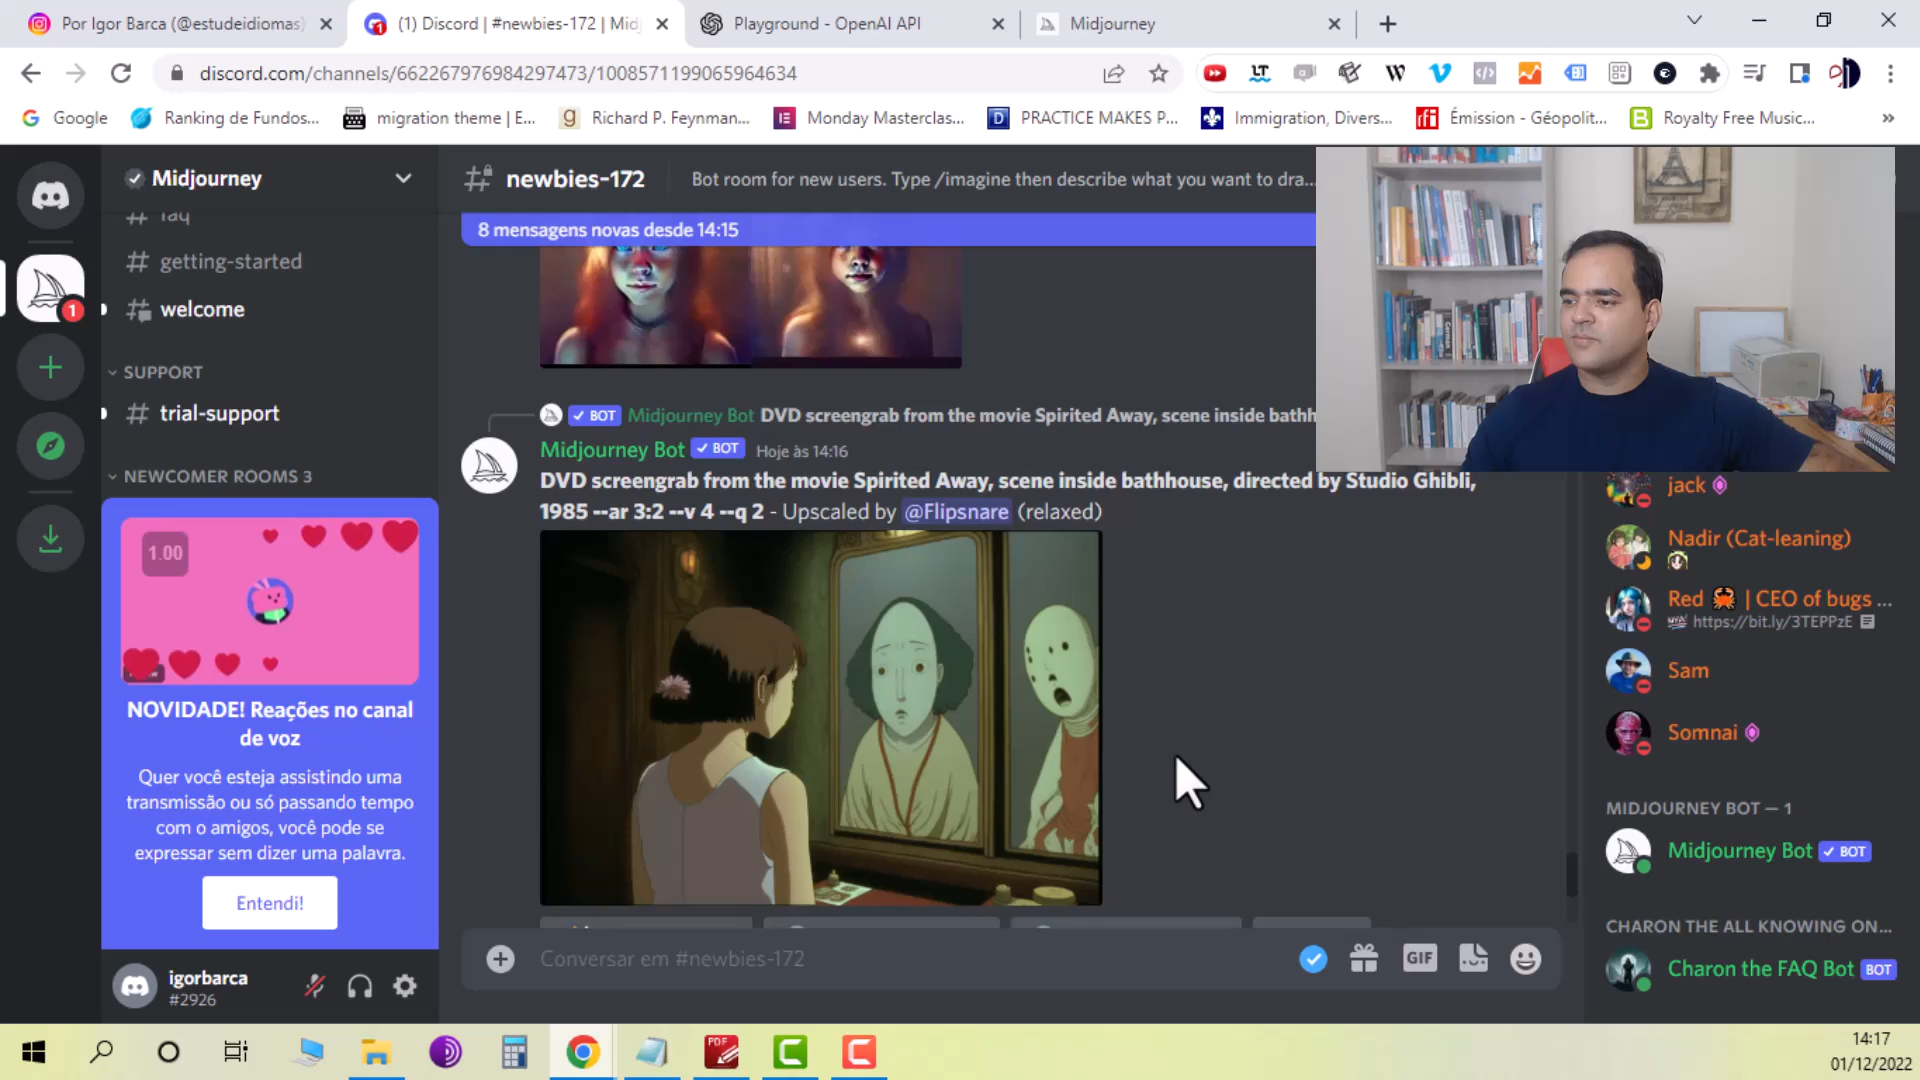 Por Igor Barca (@estudeidiomas)
(1) Discord | #newbies-172 | Mid
Playground - OpenAI API
Midjourney
discord.com/channels/662267976984297473/1008571199065964634
Google
Ranking de Fundos...
migration theme | E...
Richard P. Feynman...
Monday Masterclas...
PRACTICE MAKES P...
Immigration, Divers...
Émission - Géopolit...
Royalty Free Music...
Midjourney
faq
getting-started
welcome
SUPPORT
trial-support
NEWCOMER ROOMS 3
1.00
NOVIDADE! Reações no canal
de voz
Quer você esteja assistindo uma
transmissão ou só passando tempo
com o amigos, você pode se
expressar sem dizer uma palavra.
Entendi!
igorbarca
#2926
newbies-172
Bot room for new users. Type /imagine then describe what you want to dra...
8 mensagens novas desde 14:15
BOT Midjourney Bot DVD screengrab from the movie Spirited Away, scene inside bathh
Midjourney Bot BOT Hoje às 14:16
DVD screengrab from the movie Spirited Away, scene inside bathhouse, directed by Studio Ghibli,
1985 --ar 3:2 --v 4 --q 2 - Upscaled by @Flipsnare (relaxed)
Conversar em #newbies-172
GIF
jack
Nadir (Cat-leaning)
Red 🦀 | CEO of bugs ...
https://bit.ly/3TEPPzE
Sam
Somnai
MIDJOURNEY BOT — 1
Midjourney Bot BOT
CHARON THE ALL KNOWING ON...
Charon the FAQ Bot BOT
PDF
14:17
01/12/2022